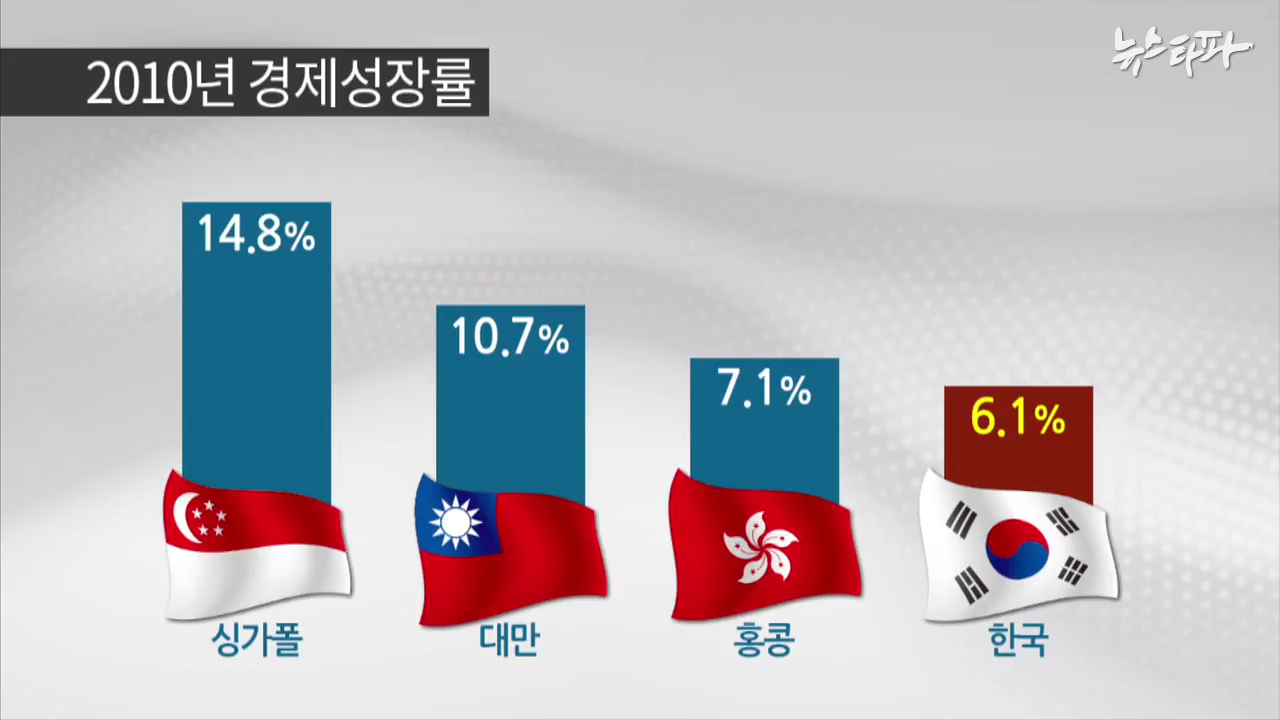 뉴스타파
2010년 경제성장률
14.8%
10.7%
7.1%
6.1%
싱가폴
대만
홍콩
한국